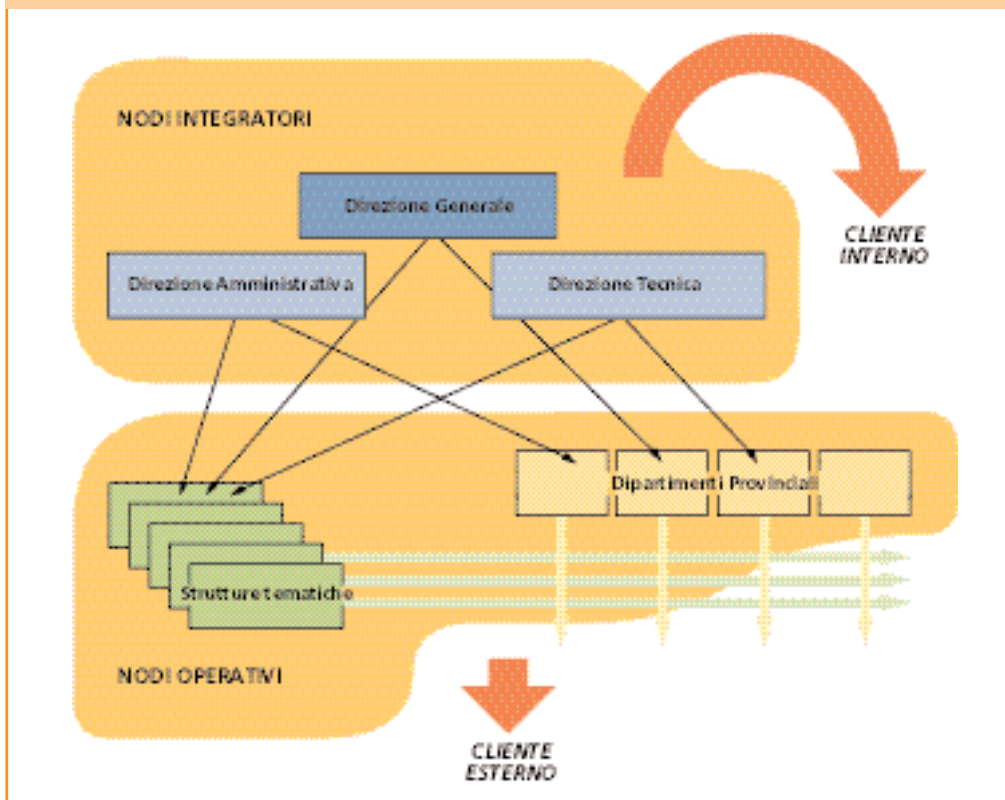 NODI INTEGRATORI
Direzione Generale
CLIENTE
INTERNO
Direzione Amministrativa
Direzione Tecnica
Dipartimenti Provinciali
Strutture tematiche
NODI OPERATIVI
CLIENTE
ESTERNO